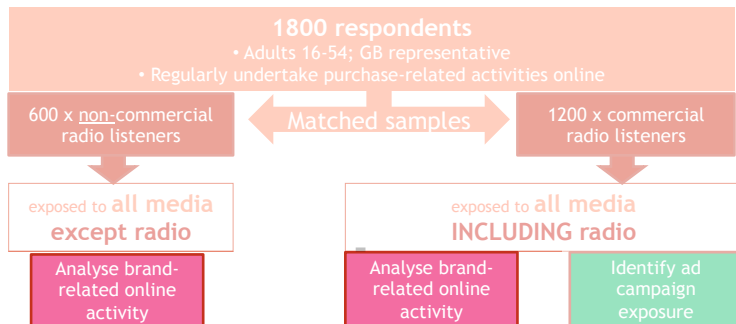 1800 respondents
• Adults 16-54; GB representative
• Regularly undertake purchase-related activities online
600 x non-commercial
radio listeners
Matched samples
1200 x commercial
radio listeners
exposed to all media
except radio
exposed to all media
INCLUDING radio
Analyse brand-
related online
activity
Analyse brand-
related online
activity
Identify ad
campaign
exposure